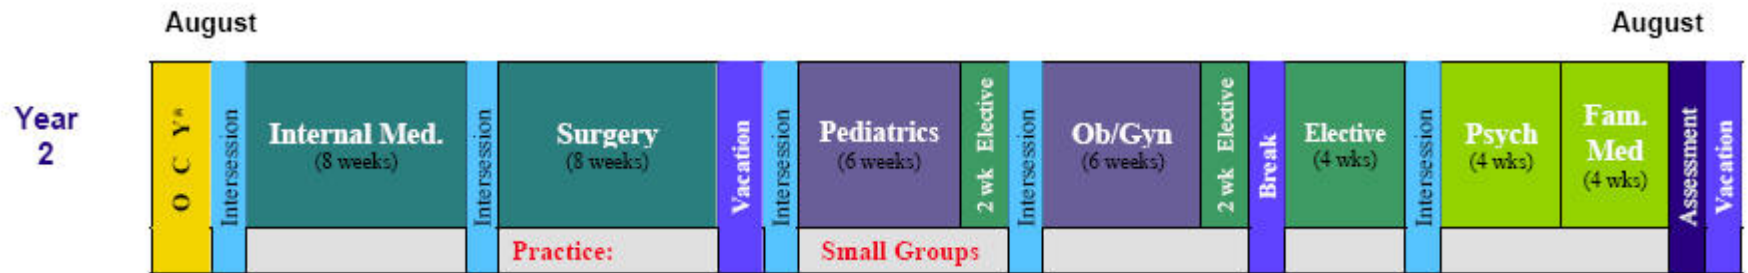 August
August
Year
2
O C Y a
Intersession
Internal Med.
(8 weeks)
Intersession
Surgery
(8 weeks)
Vacation
Intersession
Pediatrics
(6 weeks)
2 wk Elective
Intersession
Ob/Gyn
(6 weeks)
2 wk Elective
Break
Elective
(4 wks)
Intersession
Psych
(4 wks)
Fam.
Med
(4 wks)
Assessment
Vacation
Practice:
Small Groups